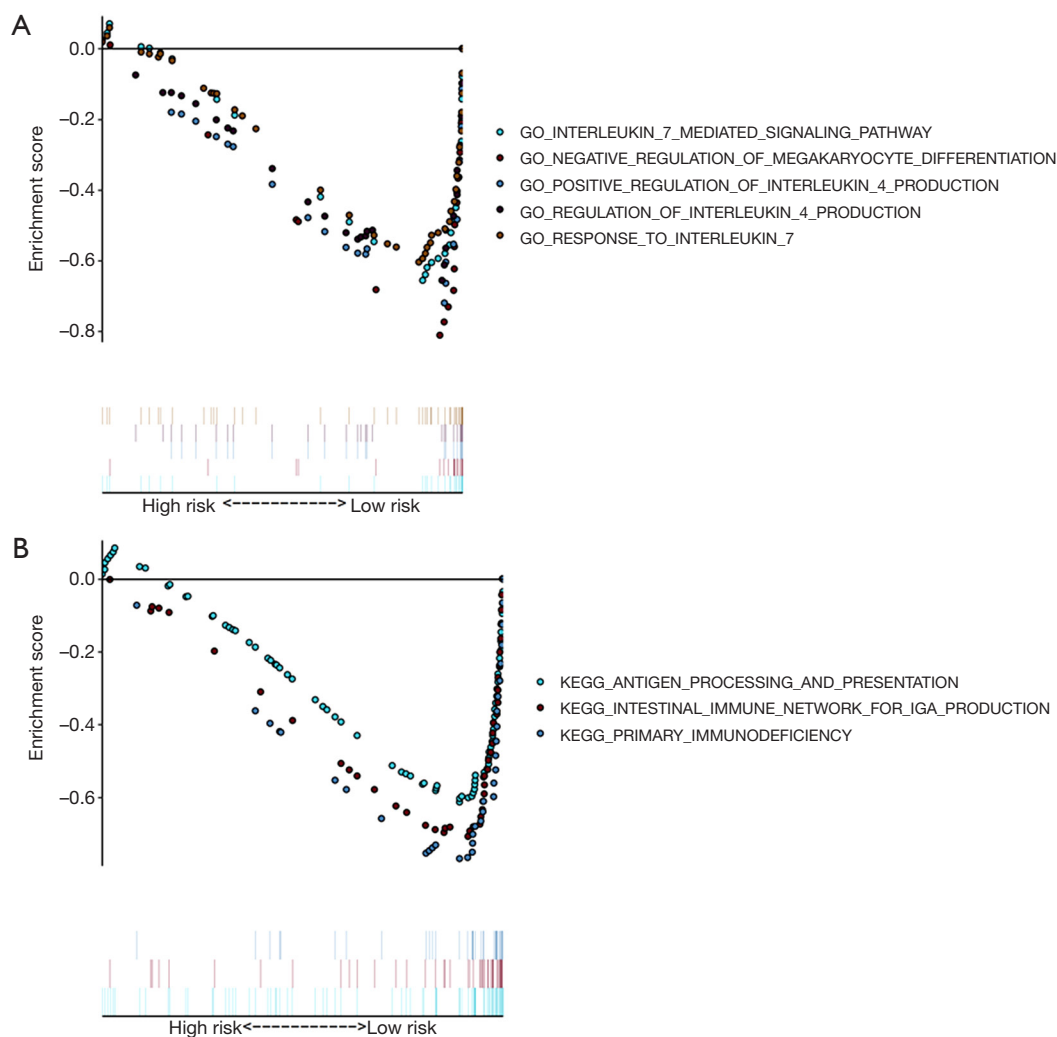 A
0.0
–0.2
–0.4
–0.6
–0.8
Enrichment score
GO_INTERLEUKIN_7_MEDIATED_SIGNALING_PATHWAY
GO_NEGATIVE_REGULATION_OF_MEGAKARYOCYTE_DIFFERENTIATION
GO_POSITIVE_REGULATION_OF_INTERLEUKIN_4_PRODUCTION
GO_REGULATION_OF_INTERLEUKIN_4_PRODUCTION
GO_RESPONSE_TO_INTERLEUKIN_7
High risk <------------> Low risk
B
0.0
–0.2
–0.4
–0.6
Enrichment score
KEGG_ANTIGEN_PROCESSING_AND_PRESENTATION
KEGG_INTESTINAL_IMMUNE_NETWORK_FOR_IGA_PRODUCTION
KEGG_PRIMARY_IMMUNODEFICIENCY
High risk<------------>Low risk